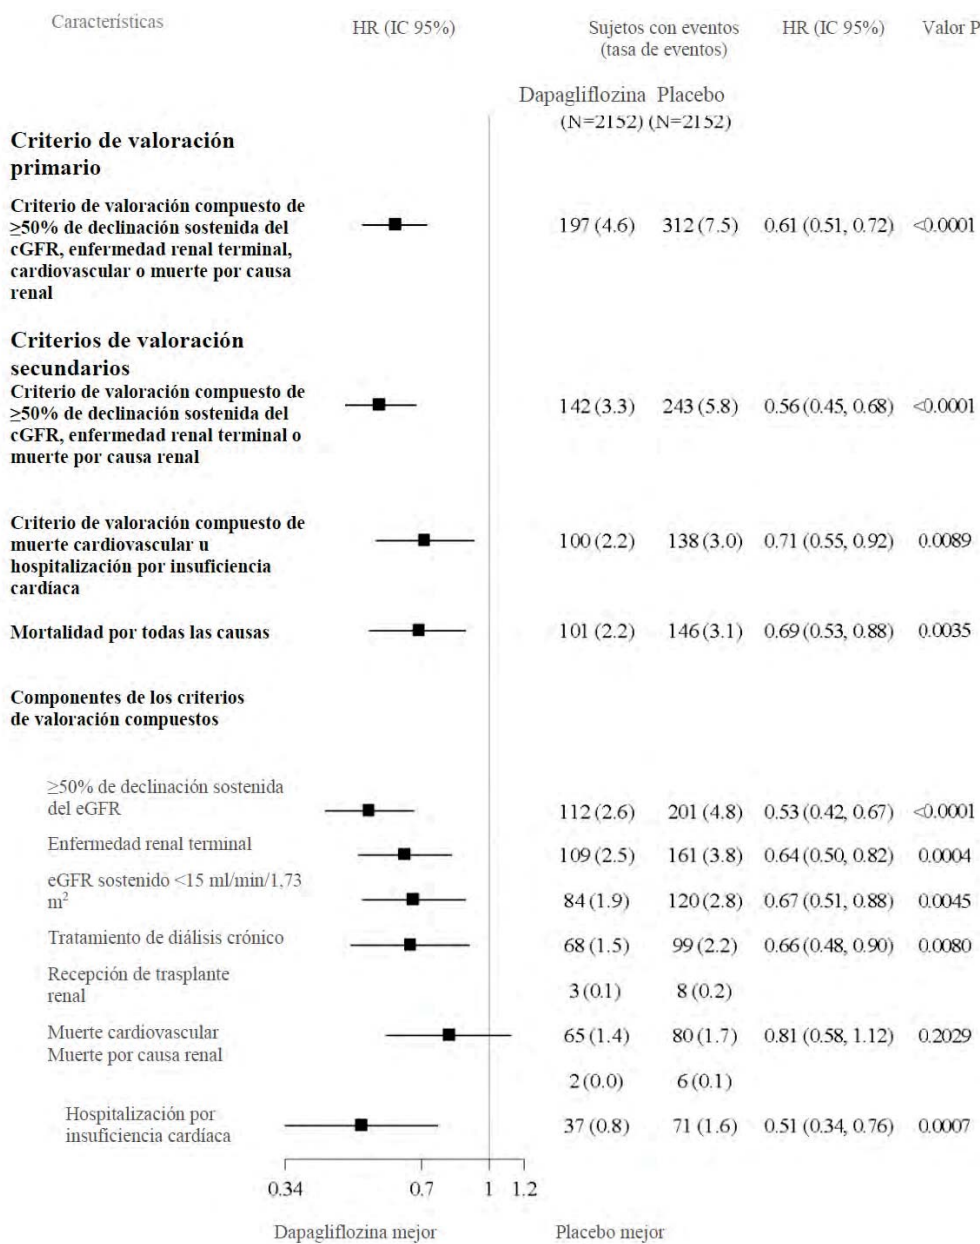 Características HR (IC 95%) Sujetos con eventos HR (IC 95%) Valor P
(tasa de eventos)
Dapagliflozina Placebo
(N=2152) (N=2152)
Criterio de valoración
primario
Criterio de valoración compuesto de
≥50% de declinación sostenida del
cGFR, enfermedad renal terminal,
cardiovascular o muerte por causa
renal
197 (4.6) 312 (7.5) 0.61 (0.51, 0.72) <0.0001
Criterios de valoración
secundarios
Criterio de valoración compuesto de
≥50% de declinación sostenida del
cGFR, enfermedad renal terminal o
muerte por causa renal
142 (3.3) 243 (5.8) 0.56 (0.45, 0.68) <0.0001
Criterio de valoración compuesto de
muerte cardiovascular u
hospitalización por insuficiencia
cardíaca
100 (2.2) 138 (3.0) 0.71 (0.55, 0.92) 0.0089
Mortalidad por todas las causas 101 (2.2) 146 (3.1) 0.69 (0.53, 0.88) 0.0035
Componentes de los criterios
de valoración compuestos
≥50% de declinación sostenida
del eGFR 112 (2.6) 201 (4.8) 0.53 (0.42, 0.67) <0.0001
Enfermedad renal terminal 109 (2.5) 161 (3.8) 0.64 (0.50, 0.82) 0.0004
eGFR sostenido <15 ml/min/1,73
m² 84 (1.9) 120 (2.8) 0.67 (0.51, 0.88) 0.0045
Tratamiento de diálisis crónico 68 (1.5) 99 (2.2) 0.66 (0.48, 0.90) 0.0080
Recepción de trasplante
renal 3 (0.1) 8 (0.2)
Muerte cardiovascular 65 (1.4) 80 (1.7) 0.81 (0.58, 1.12) 0.2029
Muerte por causa renal
2 (0.0) 6 (0.1)
Hospitalización por
insuficiencia cardíaca 37 (0.8) 71 (1.6) 0.51 (0.34, 0.76) 0.0007
0.34 0.7 1 1.2
Dapagliflozina mejor Placebo mejor